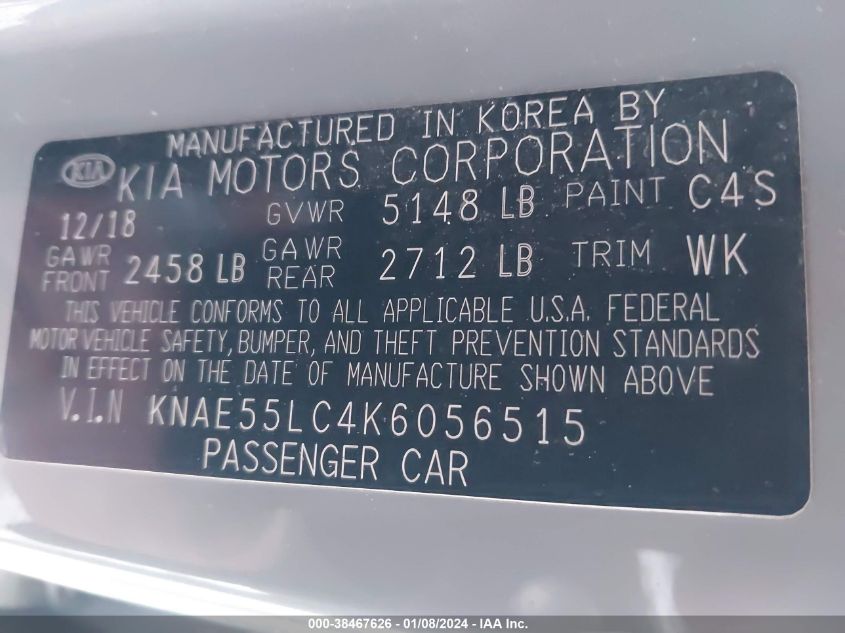 MANUFACTURED IN KOREA BY
KIA KIA MOTORS CORPORATION
12/18 GVWR 5148 LB PAINT C4S
GAWR FRONT 2458 LB GAWR REAR 2712 LB TRIM WK
THIS VEHICLE CONFORMS TO ALL APPLICABLE U.S.A. FEDERAL
MOTOR VEHICLE SAFETY, BUMPER, AND THEFT PREVENTION STANDARDS
IN EFFECT ON THE DATE OF MANUFACTURE SHOWN ABOVE
V.I.N KNAE55LC4K6056515
PASSENGER CAR
000-38467626 - 01/08/2024 - IAA Inc.